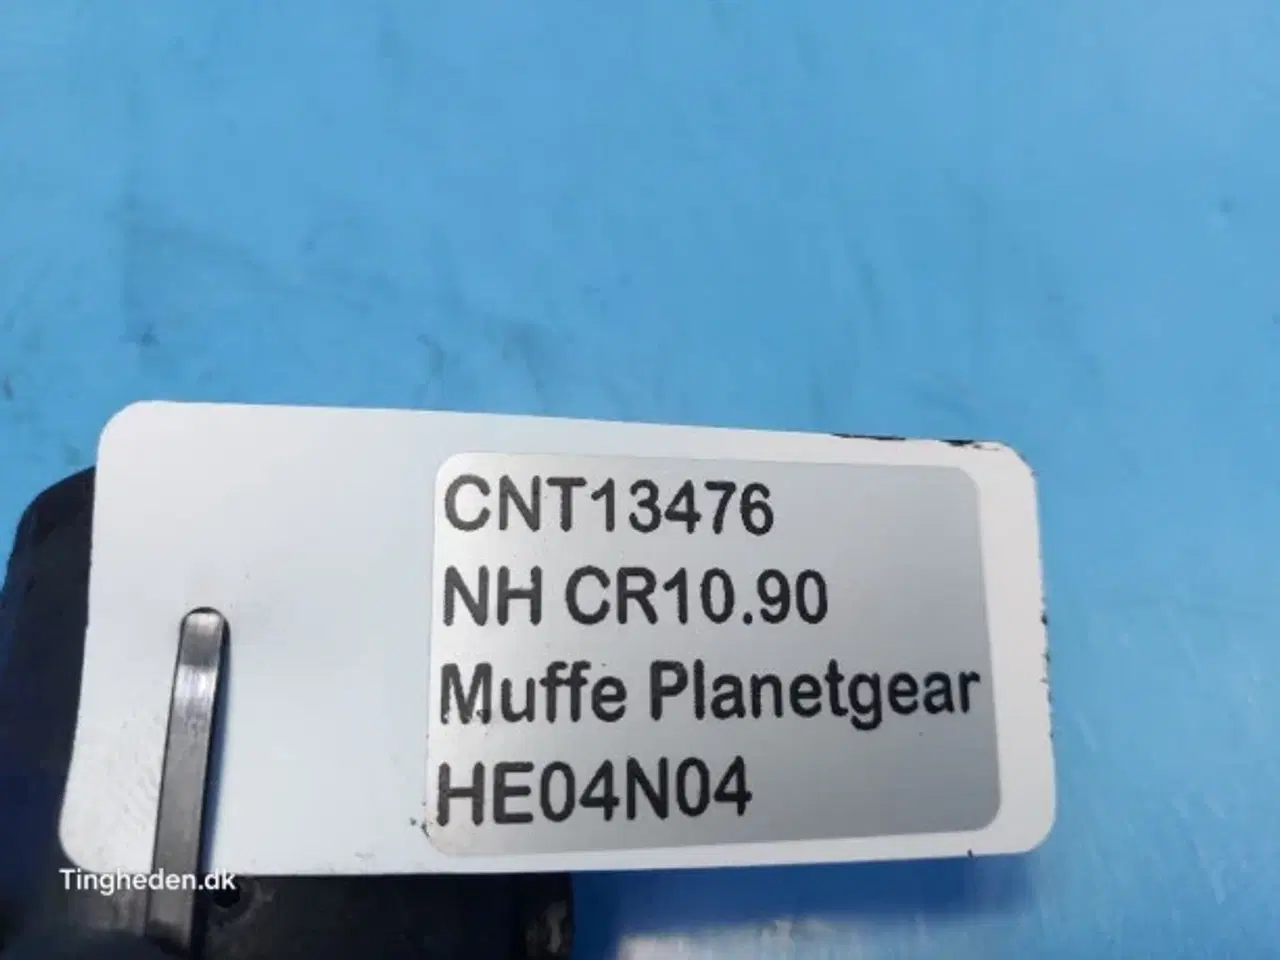 CNT13476
NH CR10.90
Muffe Planetgear
HE04N04
Tingheden.dk